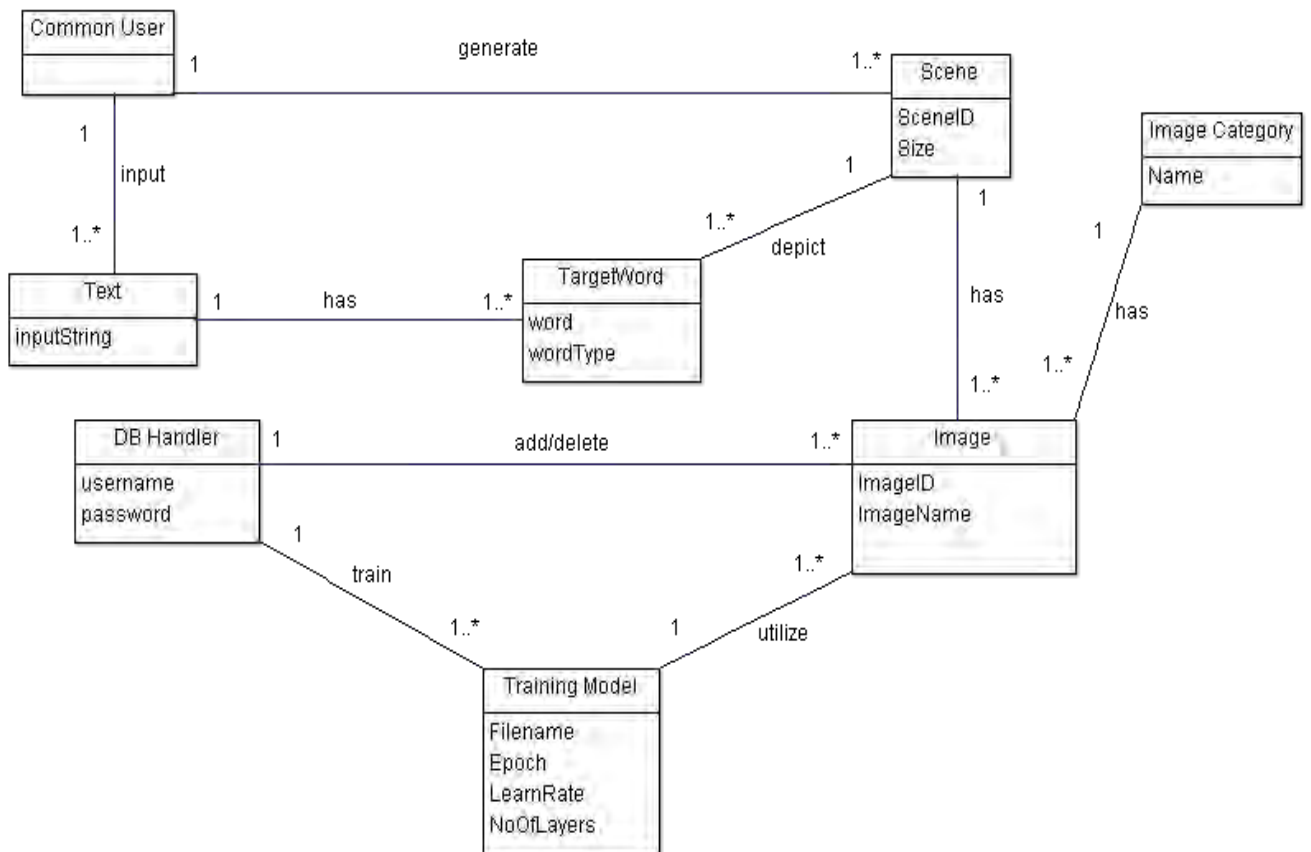 Common User
generate
1
1..*
Scene
SceneID
Size
Image Category
Name
1
input
1..*
1
1..*
depict
1
has
1..*
1
has
1..*
Text
inputString
1
has
1..*
TargetWord
word
wordType
DB Handler
username
password
1
add/delete
1..*
Image
ImageID
ImageName
1
train
1..*
1..*
utilize
1
Training Model
Filename
Epoch
LearnRate
NoOfLayers